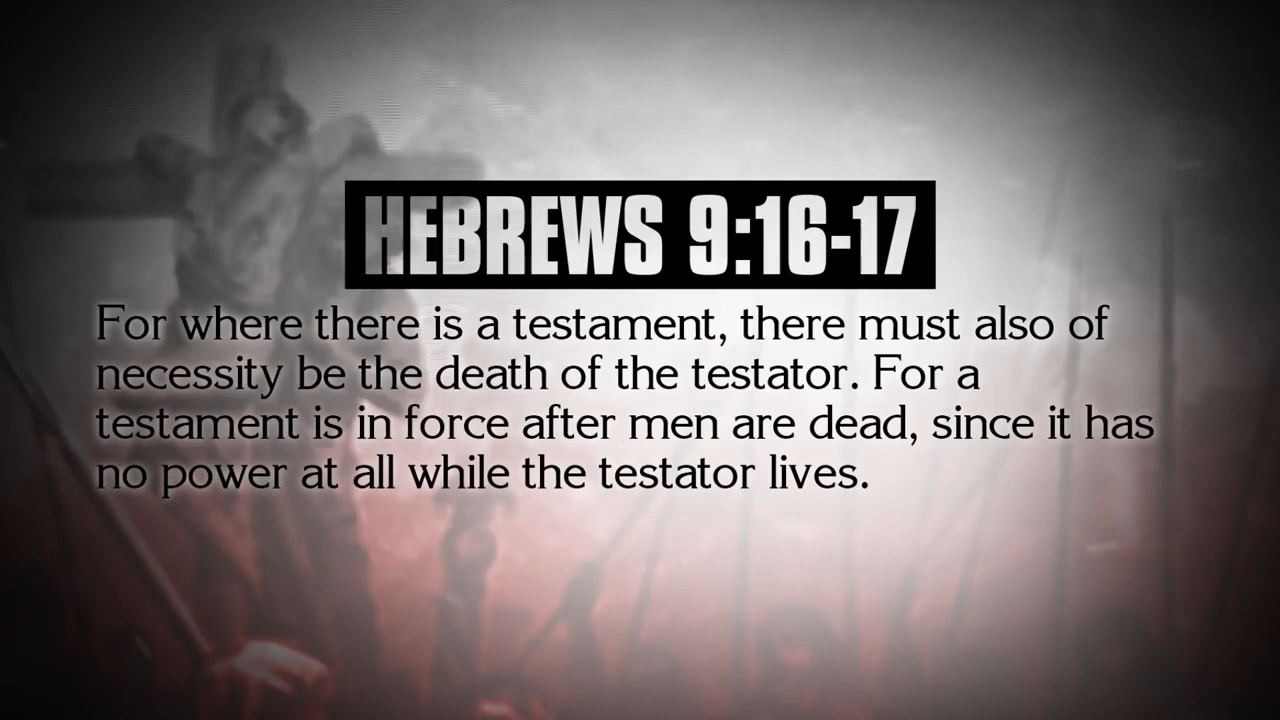 HEBREWS 9:16-17
For where there is a testament, there must also of
necessity be the death of the testator. For a
testament is in force after men are dead, since it has
no power at all while the testator lives.